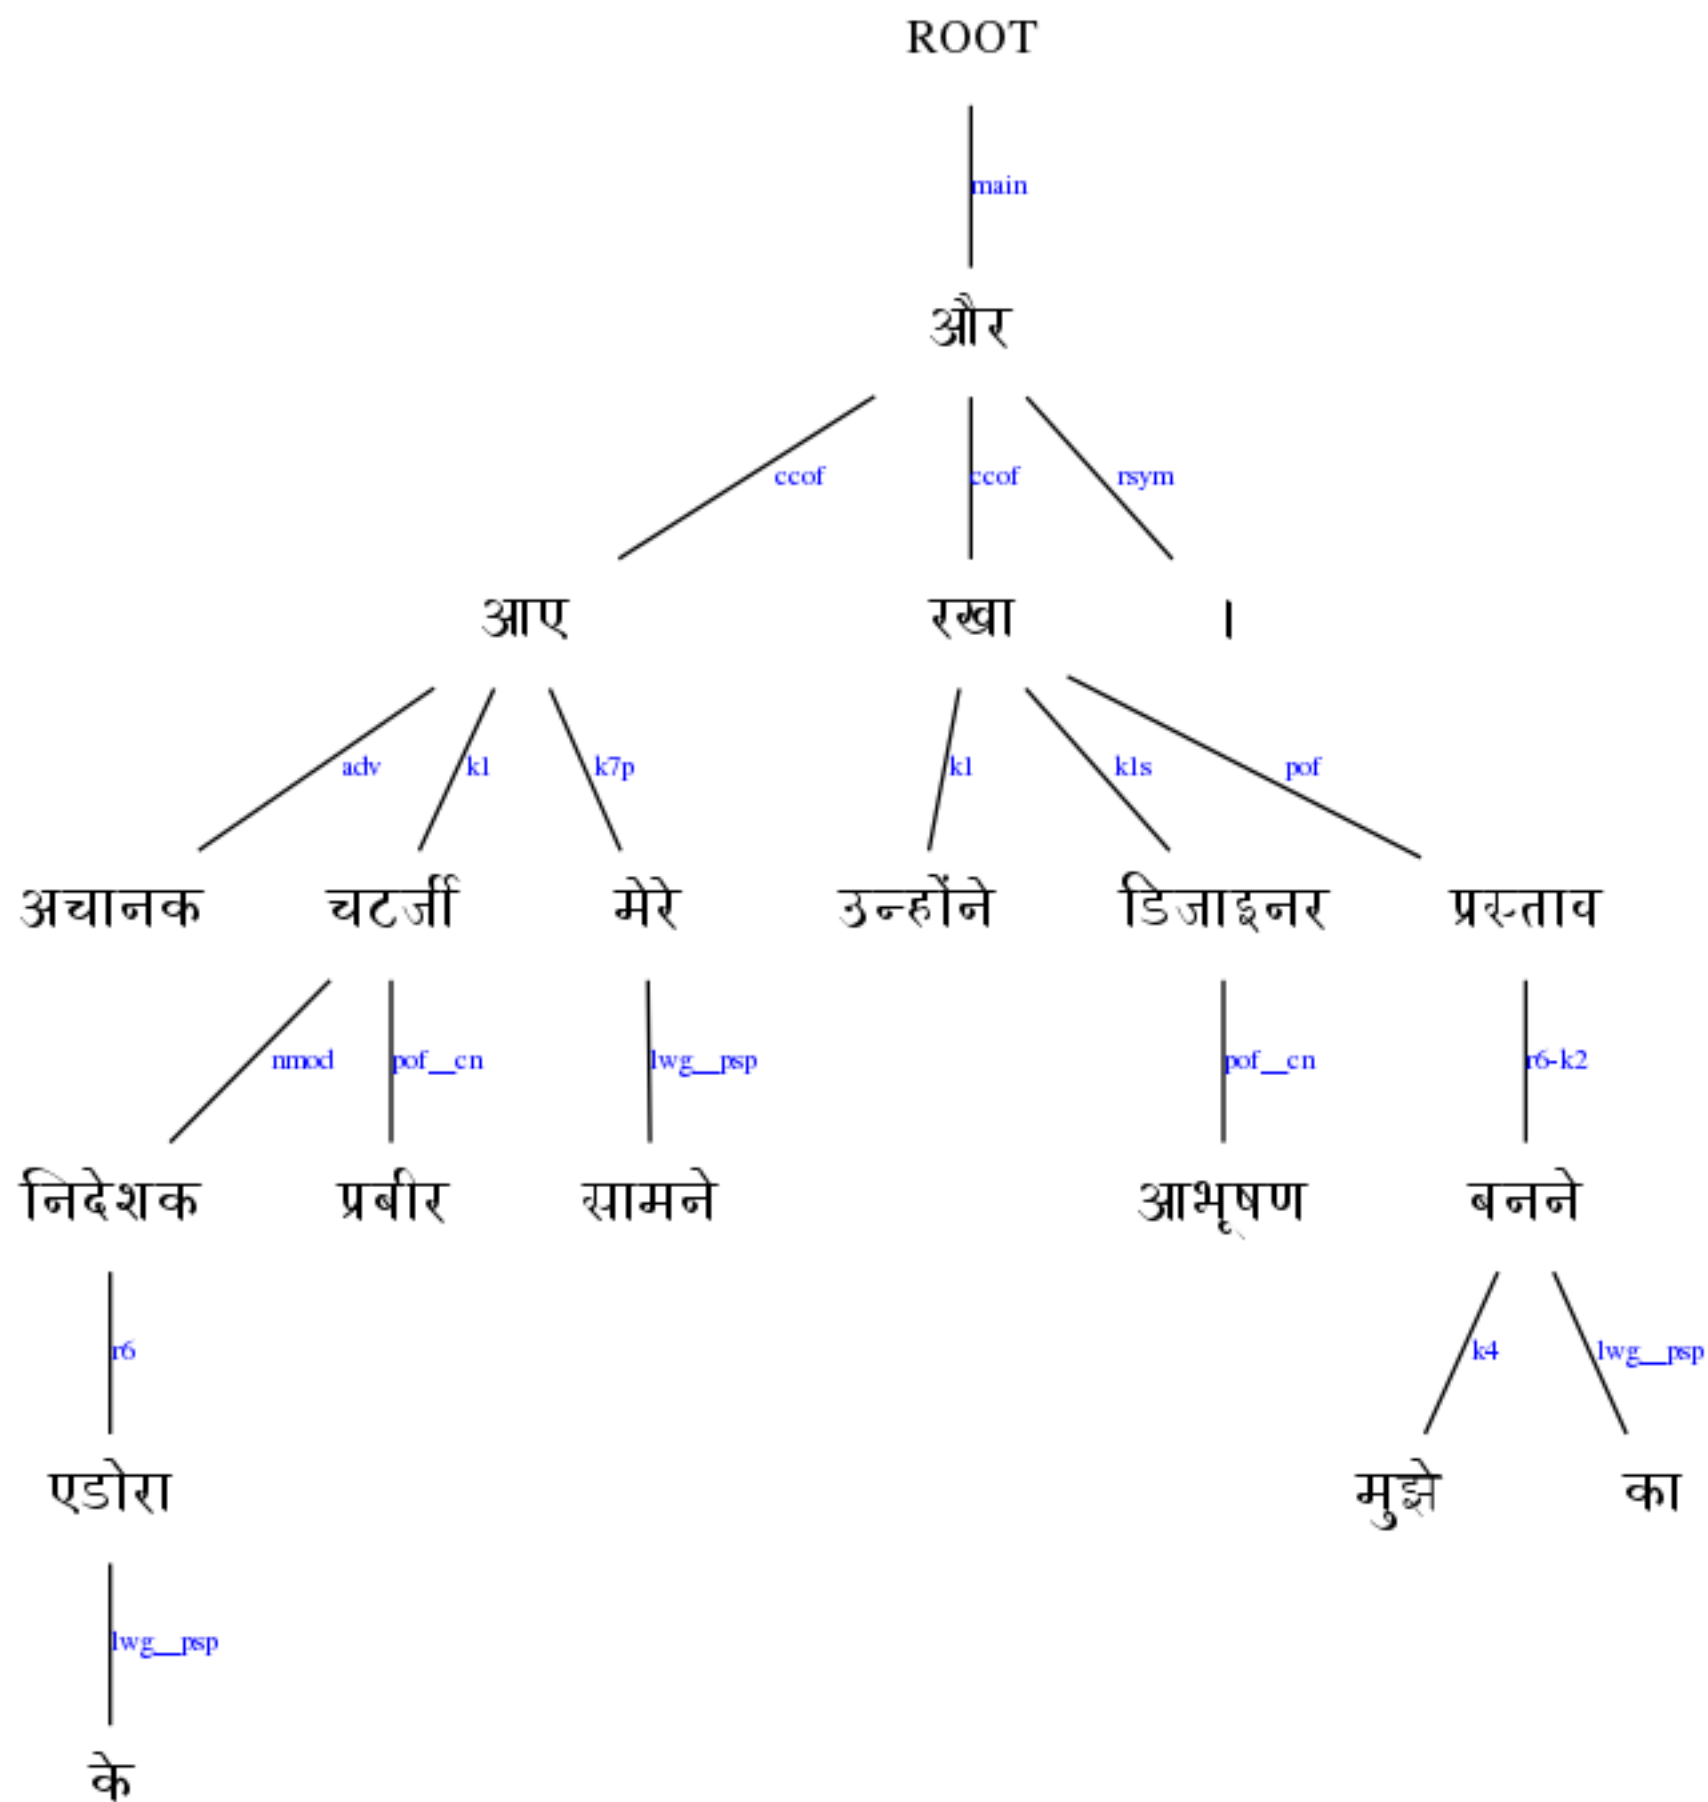 ROOT
main
और
ccof ccof rsym
आए रखा ।
adv k1 k7p k1 k1s pof
अचानक चटर्जी मेरे उन्होंने डिजाइनर प्रस्ताव
nmod pof__cn lwg__psp pof__cn r6-k2
निदेशक प्रबीर सामने आभूषण बनने
r6 k4 lwg__psp
एडोरा मुझे का
lwg__psp
के